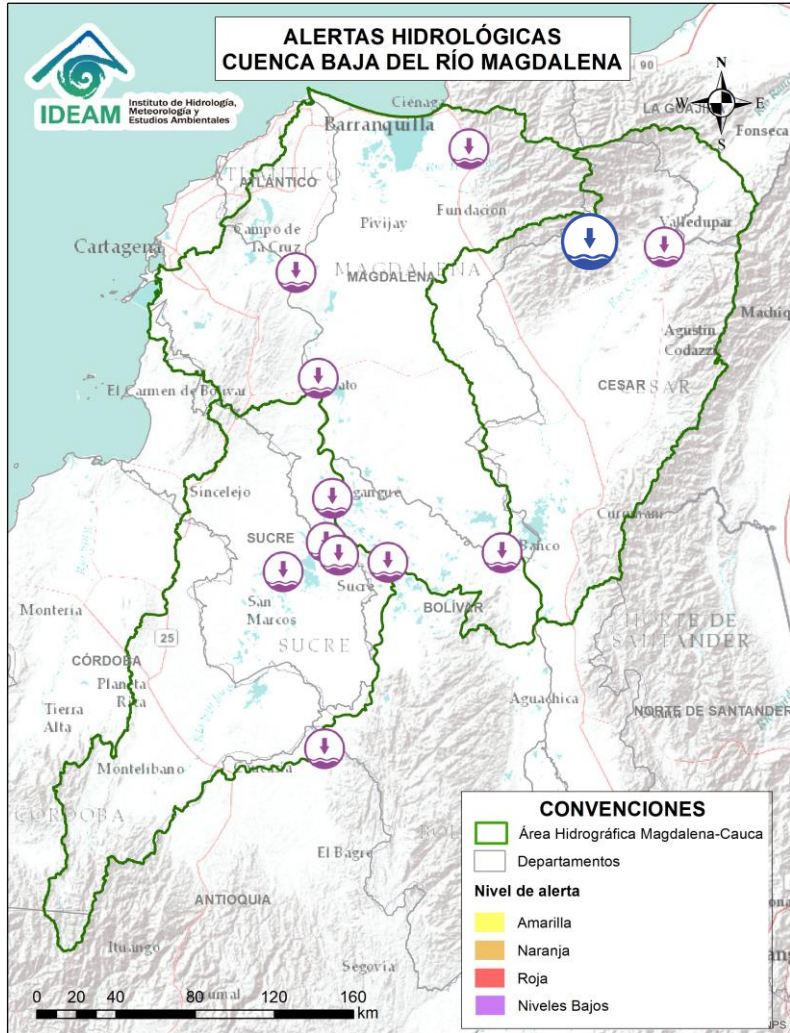 ALERTAS HIDROLÓGICAS
CUENCA BAJA DEL RÍO MAGDALENA
IDEAM
Instituto de Hidrología,
Meteorología y
Estudios Ambientales
N
W
E
S
90
LA GUAJIRA
Ciénaga
Fonseca
Barranquilla
ATLÁNTICO
ATLÁNTICO
Fundación
Pivijay
Valledupar
Campo de
la Cruz
Cartagena
MAGDALENA
MAGDALENA
Agustín
Codazzi
El Carmen de Bolívar
CESAR
CESAR
Sincelejo
SUCRE
Banco
Sucre
San
Marcos
BOLÍVAR
Montería
SUCRE
NORTE DE
SANTANDER
25
CÓRDOBA
Planeta
Rica
Tierra
Alta
Aguachica
NORTE DE SANTANDER
Montelibano
El Bagre
ANTIOQUIA
Ituango
Segovia
CONVENCIONES
Área Hidrográfica Magdalena-Cauca
Departamentos
Nivel de alerta
Amarilla
Naranja
Roja
Niveles Bajos
0 20 40 80 120 160
km